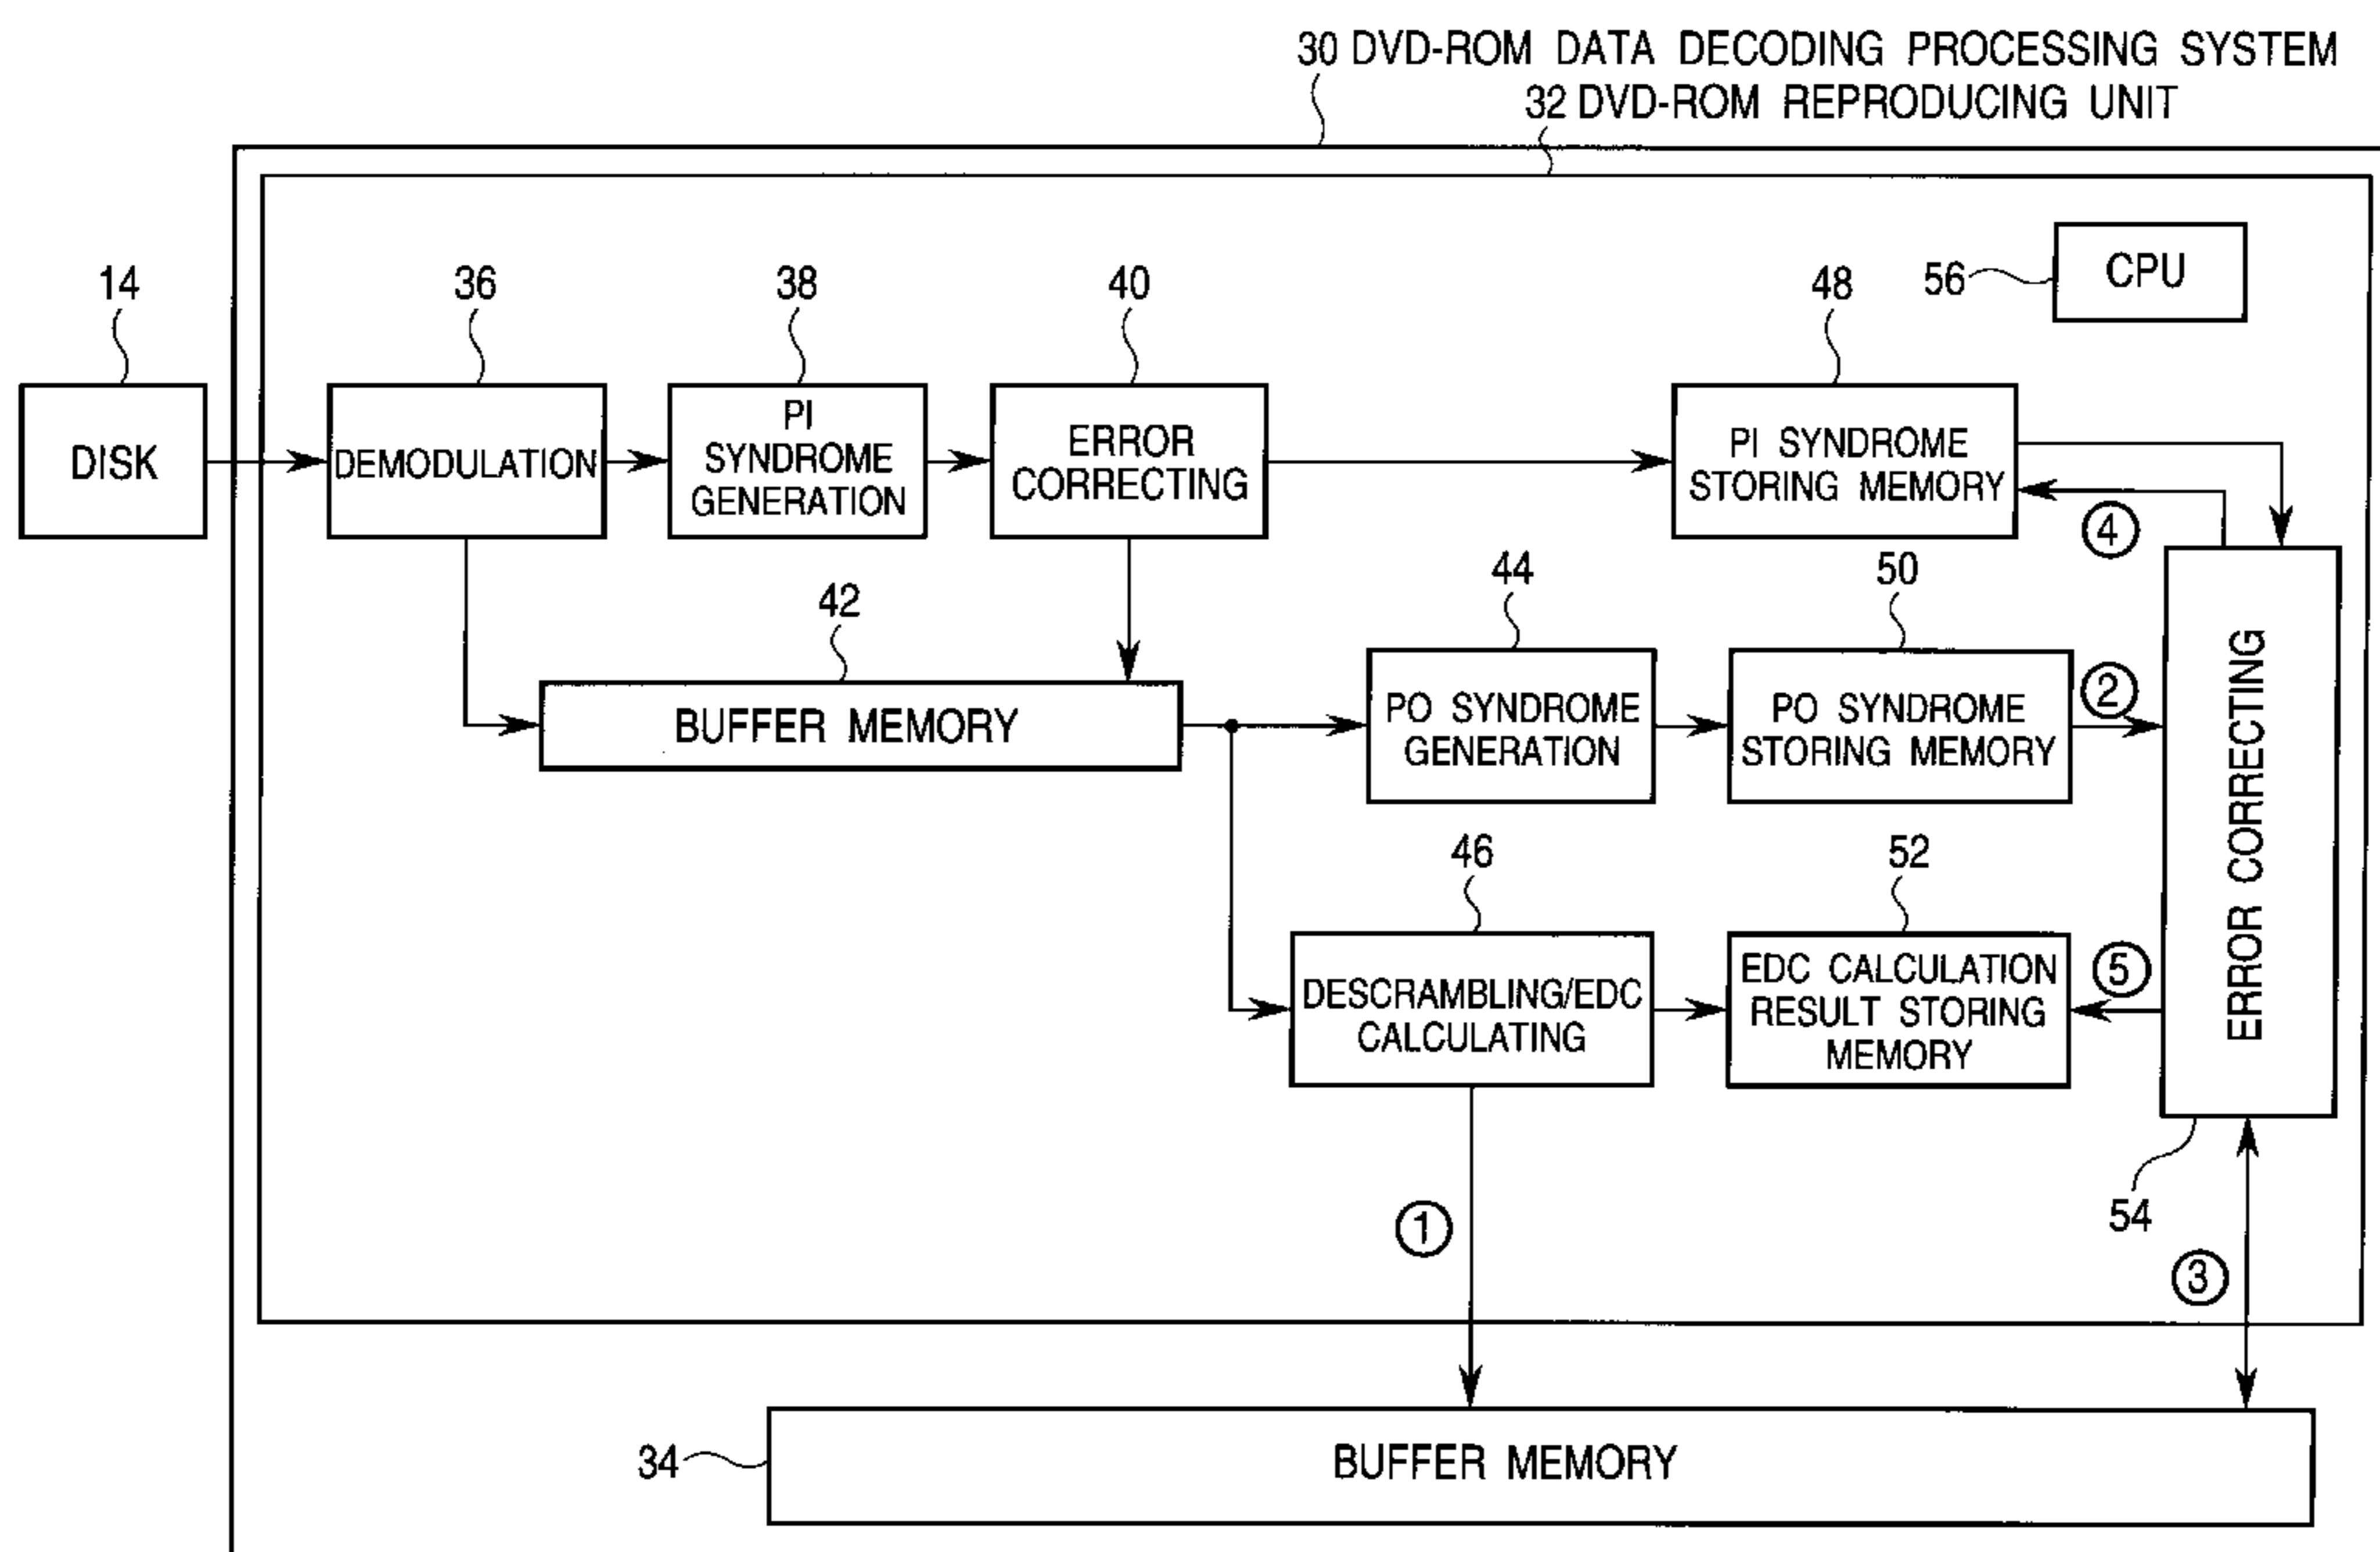 30 DVD-ROM DATA DECODING PROCESSING SYSTEM
32 DVD-ROM REPRODUCING UNIT
CPU
56
14
36
38
40
48
DISK
DEMODULATION
PI
SYNDROME
GENERATION
ERROR
CORRECTING
PI SYNDROME
STORING MEMORY
④
42
44
50
BUFFER MEMORY
PO SYNDROME
GENERATION
PO SYNDROME
STORING MEMORY
②
ERROR CORRECTING
46
52
DESCRAMBLING/EDC
CALCULATING
EDC CALCULATION
RESULT STORING
MEMORY
⑤
54
①
③
34
BUFFER MEMORY